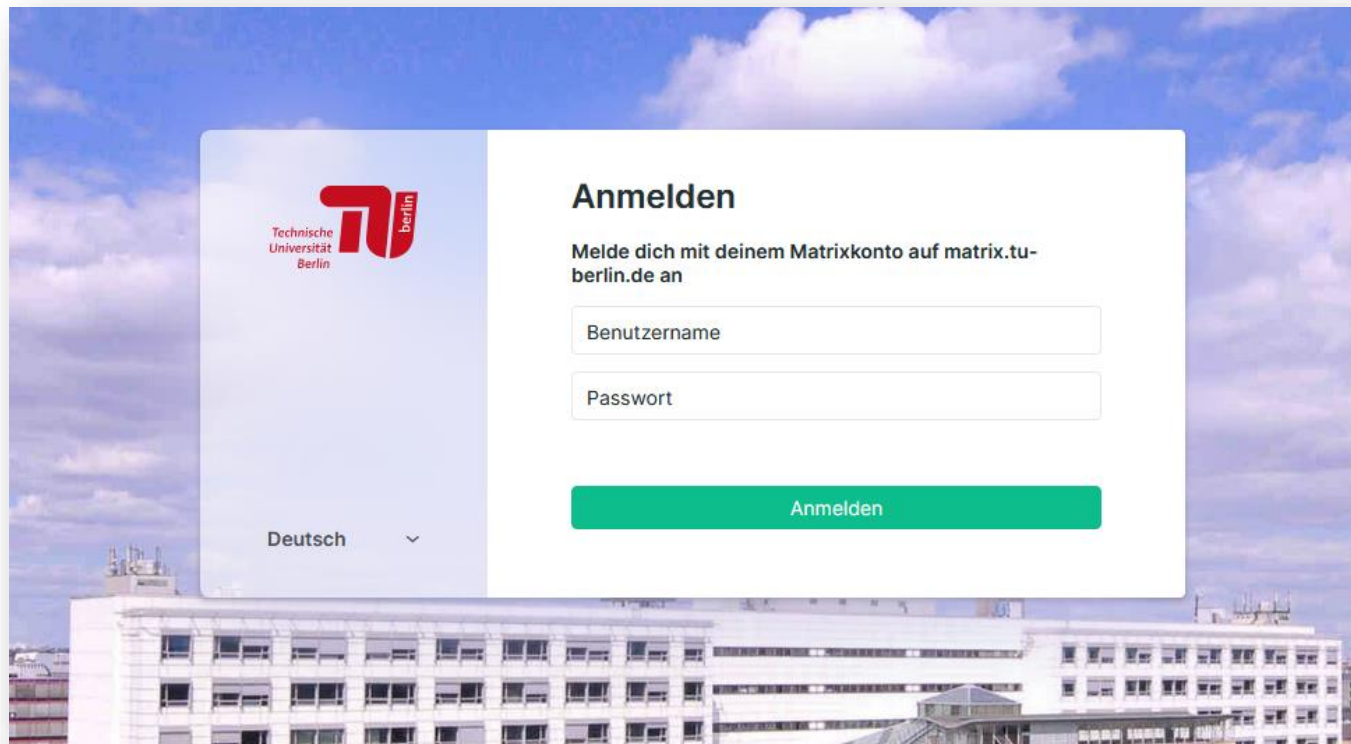 Technische
Universität
Berlin
berlin
Anmelden
Melde dich mit deinem Matrixkonto auf matrix.tu-
berlin.de an
Benutzername
Passwort
Anmelden
Deutsch